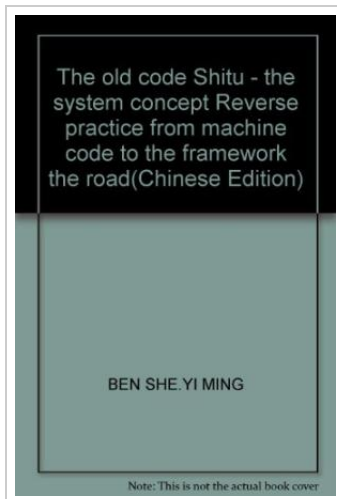 The old code Shitu - the
system concept Reverse
practice from machine
code to the framework
the road(Chinese Edition)
BEN SHE.YI MING
Note: This is not the actual book cover